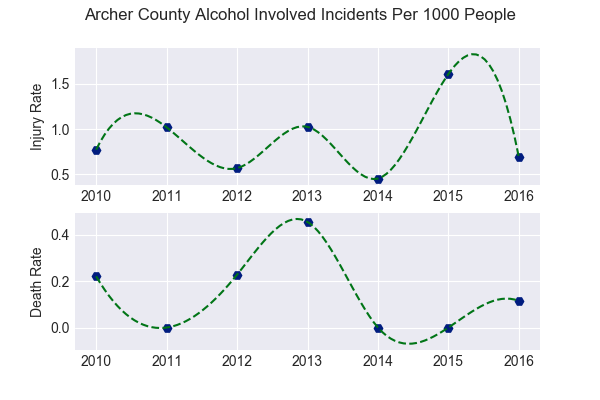 Archer County Alcohol Involved Incidents Per 1000 People
Injury Rate
1.5
1.0
0.5
2010 2011 2012 2013 2014 2015 2016
Death Rate
0.4
0.2
0.0
2010 2011 2012 2013 2014 2015 2016